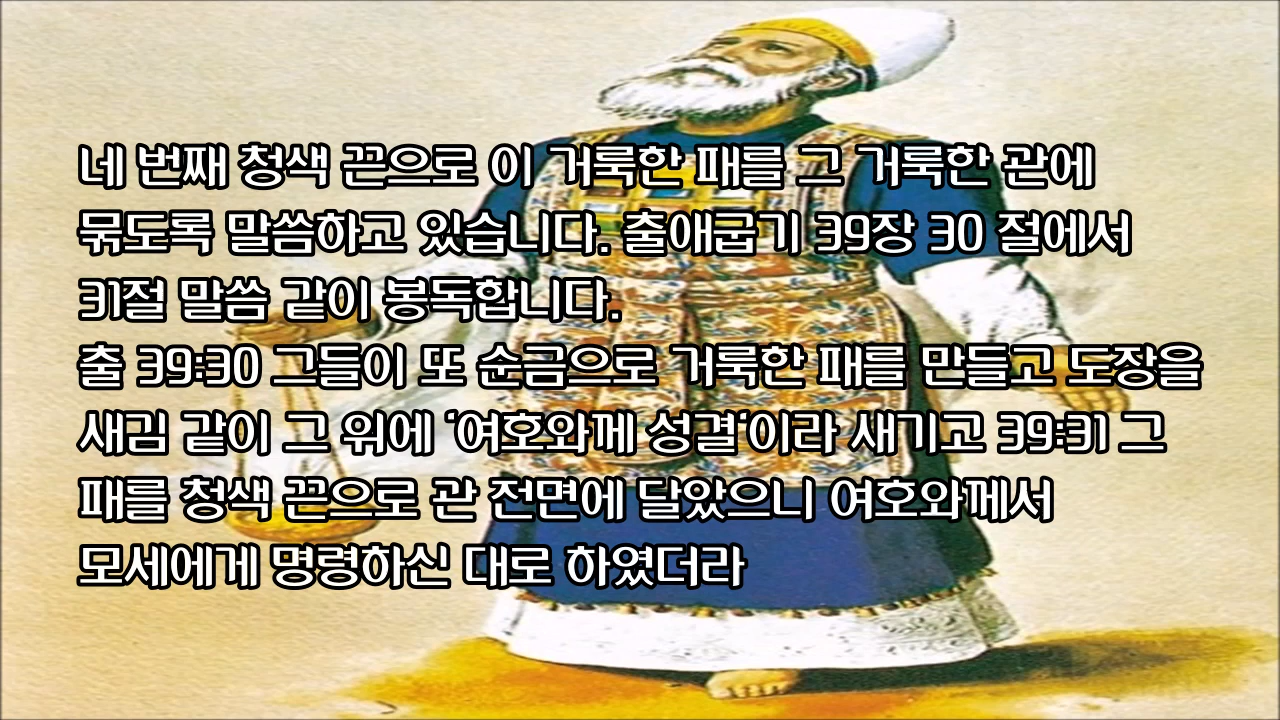 네 번째 청색 끈으로 이 거룩한 패를 그 거룩한 관에
묶도록 말씀하고 있습니다. 출애굽기 39장 30 절에서
31절 말씀 같이 봉독합니다.
출 39:30 그들이 또 순금으로 거룩한 패를 만들고 도장을
새김 같이 그 위에 ‘여호와께 성결‘이라 새기고 39:31 그
패를 청색 끈으로 관 전면에 달았으니 여호와께서
모세에게 명령하신 대로 하였더라